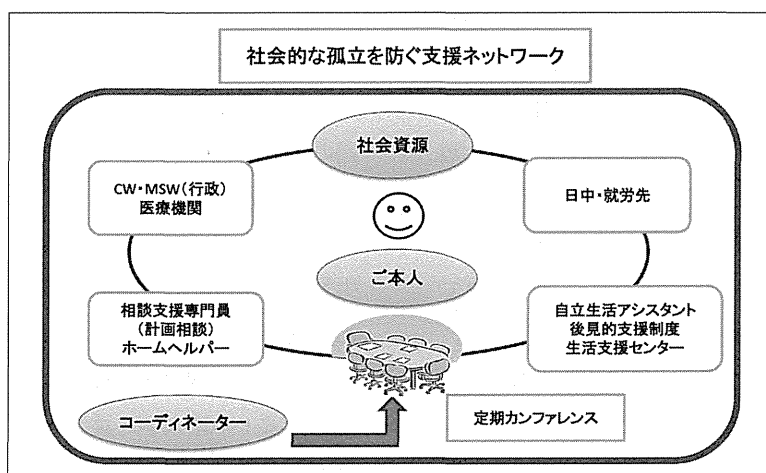 社会的な孤立を防ぐ支援ネットワーク
社会資源
CW・MSW(行政)
医療機関
日中・就労先
ご本人
相談支援専門員
(計画相談)
ホームヘルパー
自立生活アシスタント
後見的支援制度
生活支援センター
コーディネーター
定期カンファレンス